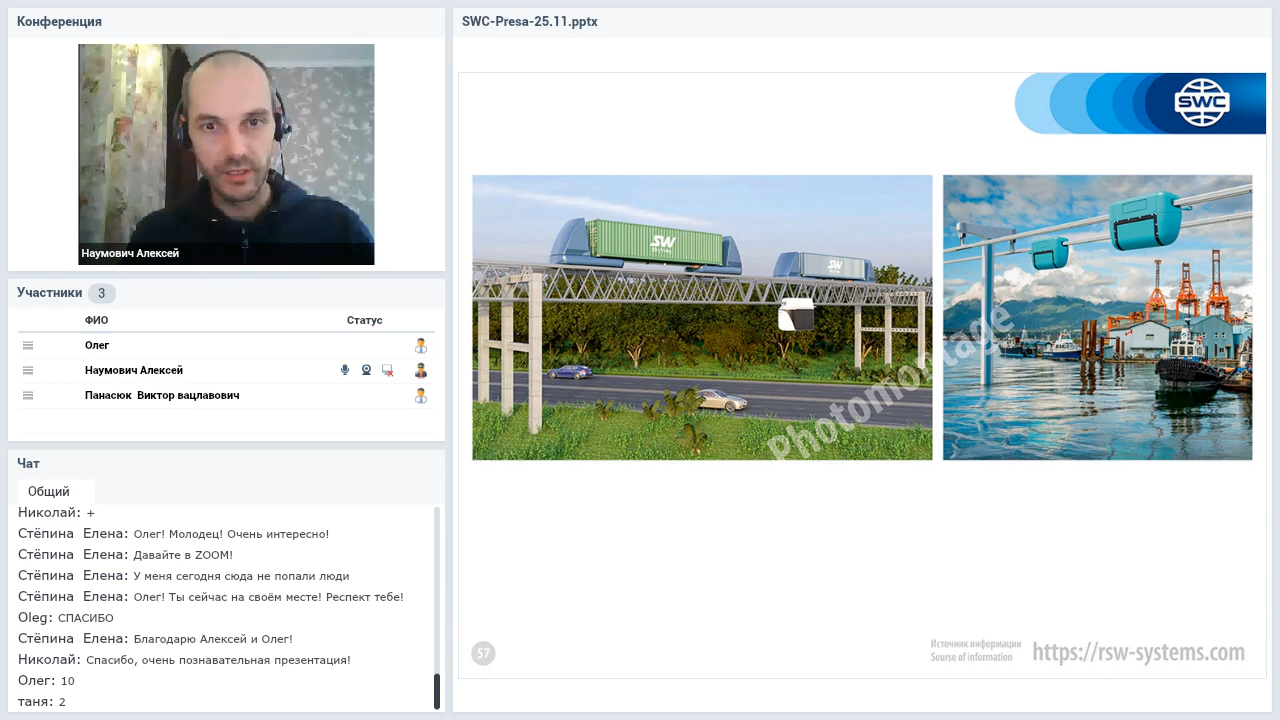 Конференция
Наумович Алексей
Участники 3
ФИО Статус
Олег
Наумович Алексей
Панасюк Виктор вацлавович
Чат
Общий
Николай: +
Стёпина Елена: Олег! Молодец! Очень интересно!
Стёпина Елена: Давайте в ZOOM!
Стёпина Елена: У меня сегодня сюда не попали люди
Стёпина Елена: Олег! Ты сейчас на своём месте! Респект тебе!
Oleg: СПАСИБО
Стёпина Елена: Благодарю Алексей и Олег!
Николай: Спасибо, очень познавательная презентация!
Олег: 10
таня: 2
SWC-Presa-25.11.pptx
SWC
SW
SW
Photomontage
57
Источник информации
Sourse of information
https://rsw-systems.com